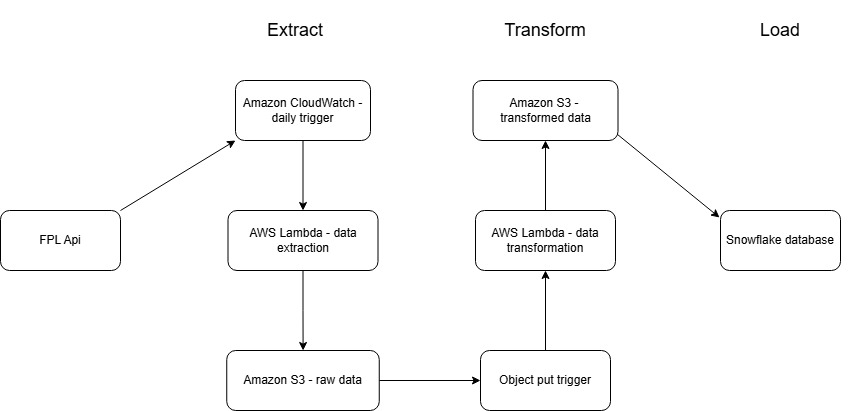 Extract
Transform
Load
Amazon CloudWatch -
daily trigger
Amazon S3 -
transformed data
FPL Api
AWS Lambda - data
extraction
AWS Lambda - data
transformation
Snowflake database
Amazon S3 - raw data
Object put trigger